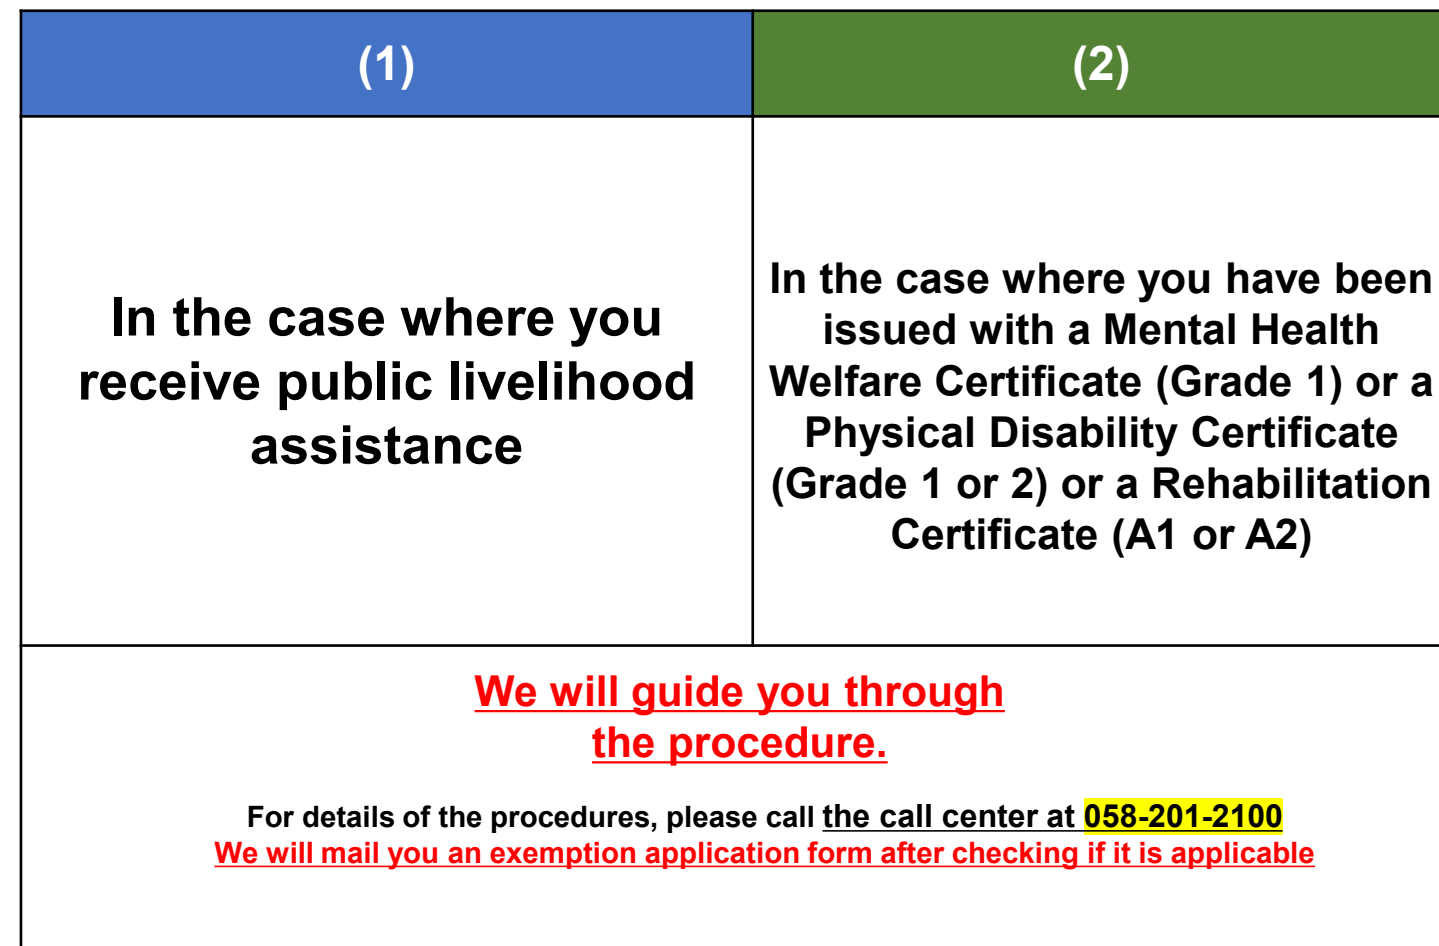 (1)
(2)
In the case where you
receive public livelihood
assistance
In the case where you have been
issued with a Mental Health
Welfare Certificate (Grade 1) or a
Physical Disability Certificate
(Grade 1 or 2) or a Rehabilitation
Certificate (A1 or A2)
We will guide you through
the procedure.
For details of the procedures, please call the call center at 058-201-2100
We will mail you an exemption application form after checking if it is applicable